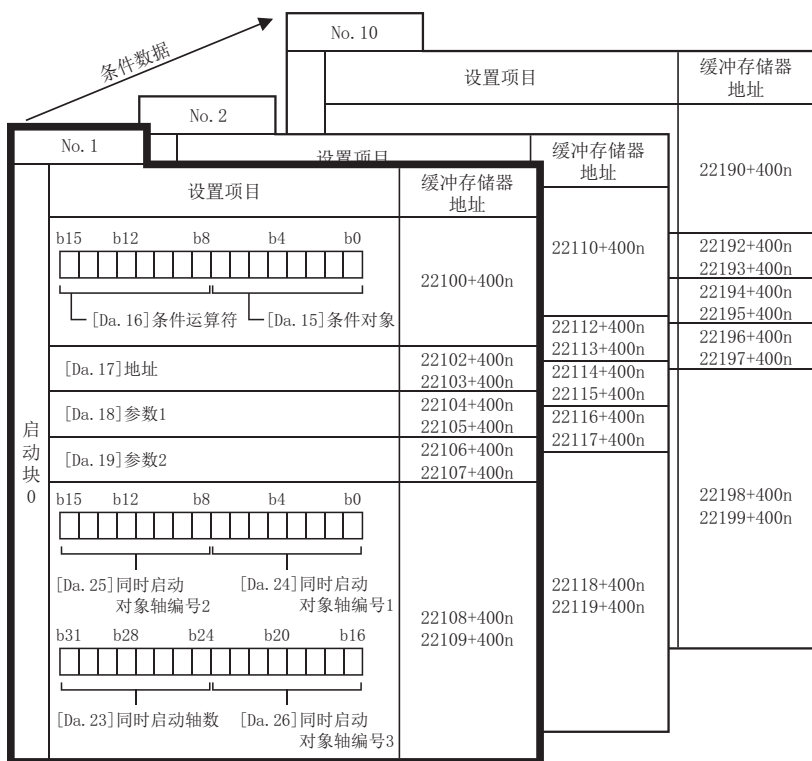 条件数据
No.10
设置项目
缓冲存储器
地址
22190+400n
22192+400n
22193+400n
22194+400n
22195+400n
22196+400n
22197+400n
22198+400n
22199+400n
No.2
设置项目
缓冲存储器
地址
22110+400n
22112+400n
22113+400n
22114+400n
22115+400n
22116+400n
22117+400n
22118+400n
22119+400n
No.1
启动块0
设置项目
缓冲存储器
地址
b15 b12 b8 b4 b0
[Da.16]条件运算符 [Da.15]条件对象
22100+400n
[Da.17]地址
22102+400n
22103+400n
[Da.18]参数1
22104+400n
22105+400n
[Da.19]参数2
22106+400n
22107+400n
b15 b12 b8 b4 b0
[Da.25]同时启动 [Da.24]同时启动
对象轴编号2 对象轴编号1
b31 b28 b24 b20 b16
[Da.23]同时启动轴数 [Da.26]同时启动
对象轴编号3
22108+400n
22109+400n